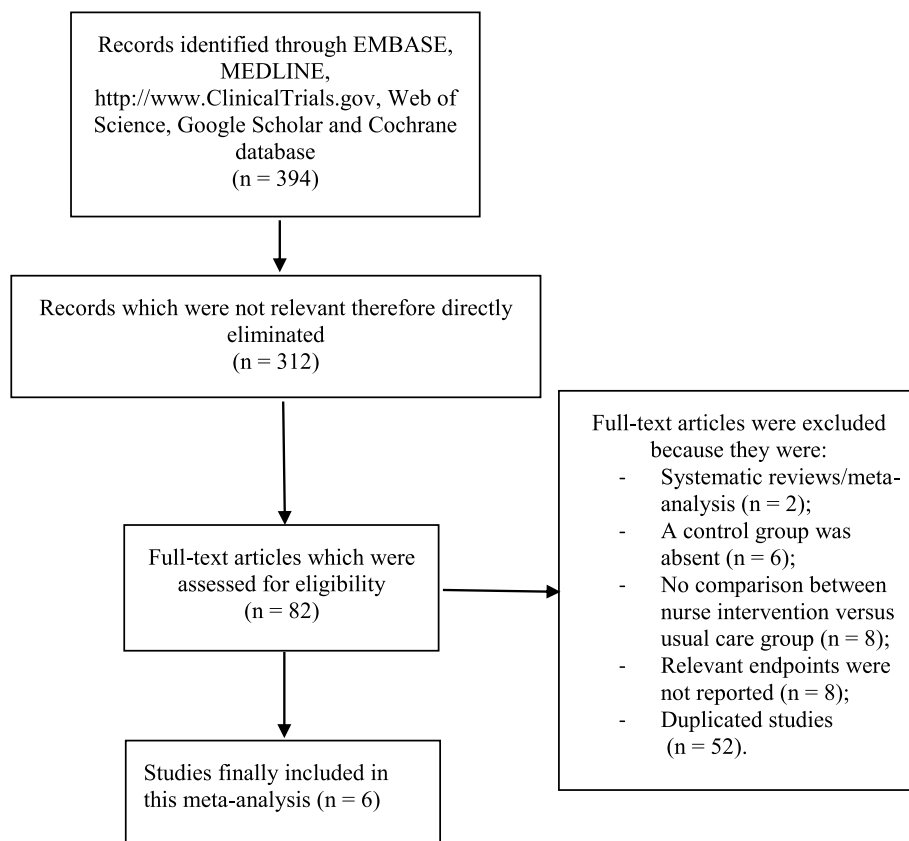 Records identified through EMBASE,
MEDLINE,
http://www.ClinicalTrials.gov, Web of
Science, Google Scholar and Cochrane
database
(n = 394)
Records which were not relevant therefore directly
eliminated
(n = 312)
Full-text articles which were
assessed for eligibility
(n = 82)
Full-text articles were excluded
because they were:
- Systematic reviews/meta-
analysis (n = 2);
- A control group was
absent (n = 6);
- No comparison between
nurse intervention versus
usual care group (n = 8);
- Relevant endpoints were
not reported (n = 8);
- Duplicated studies
(n = 52).
Studies finally included in
this meta-analysis (n = 6)